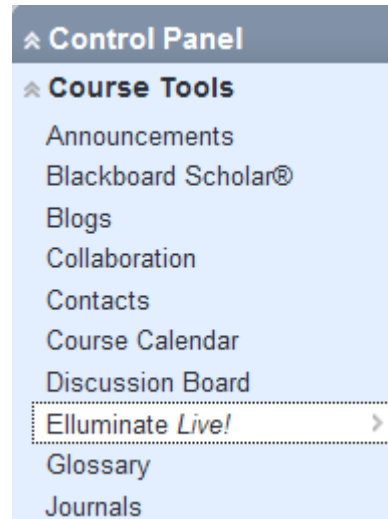 Control Panel
Course Tools
Announcements
Blackboard Scholar®
Blogs
Collaboration
Contacts
Course Calendar
Discussion Board
Elluminate Live!
Glossary
Journals